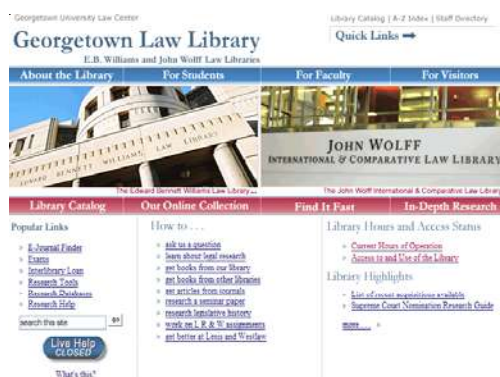 Georgetown University Law Center
Library Catalog | A-Z Index | Staff Directory
Georgetown Law Library
Quick Links
E.B. Williams and John Wolff Law Libraries
About the Library
For Students
For Faculty
For Visitors
EDWARD BENNETT WILLIAMS LAW LIBRARY
JOHN WOLFF
INTERNATIONAL & COMPARATIVE LAW LIBRARY
The Edward Bennett Williams Law Library
The John Wolff International & Comparative Law Library
Library Catalog
Our Online Collection
Find It Fast
In-Depth Research
Popular Links
E-Journal Finder
Exams
Interlibrary Loan
Research Tools
Research Databases
Research Help
search this site
go
Live Help
CLOSED
What's this?
How to . . .
ask us a question
learn about legal research
get books from our library
get books from other libraries
get articles from journals
research a seminar paper
research legislative history
work on L R & W assignments
get better at Lexis and Westlaw
Library Hours and Access Status
Current Hours of Operation
Access to and Use of the Library
Library Highlights
List of recent acquisitions available
Supreme Court Nomination Research Guide
more......